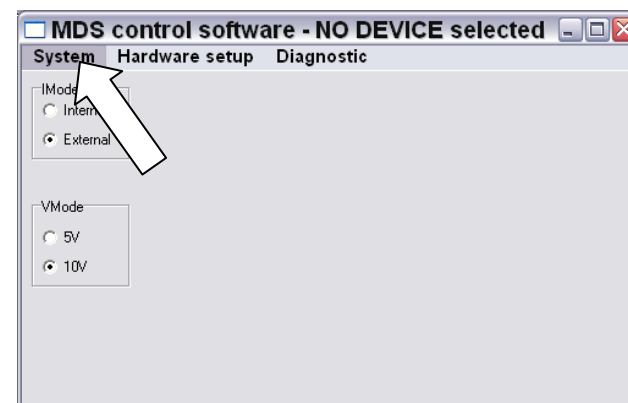 MDS control software - NO DEVICE selected
System Hardware setup Diagnostic
External
VMode
5V
10V